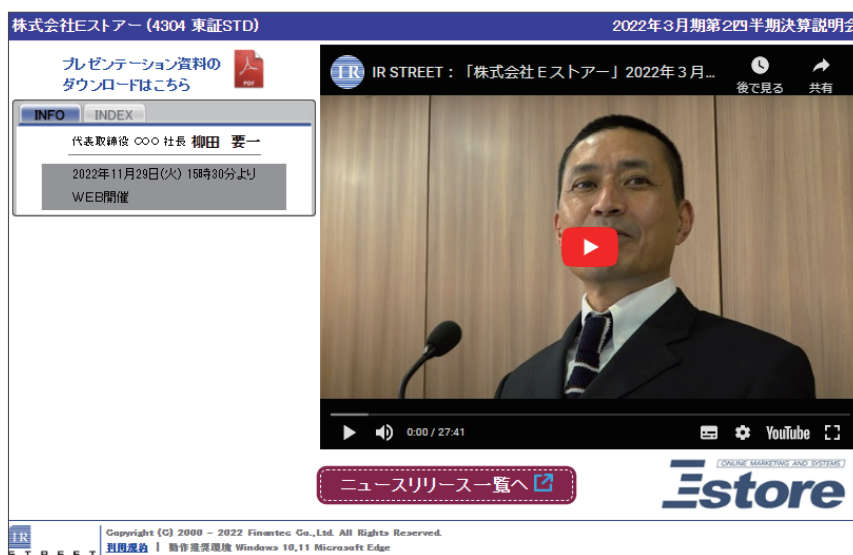 株式会社Eストアー (4304 東証STD)
2022年3月期第2四半期決算説明会
プレゼンテーション資料の
ダウンロードはこちら
PDF
INFO
INDEX
代表取締役 COO 社長 柳田 要一
2022年11月29日(火) 15時30分より
WEB開催
IR
IR STREET:「株式会社Eストアー」2022年3月...
後で見る
共有
0:00 / 27:41
YouTube
ニュースリリース一覧へ
ONLINE MARKETING AND SYSTEMS
Estore
IR
STREET
Copyright (C) 2000 - 2022 Finantec Co.,Ltd. All Rights Reserved.
利用規約 | 動作推奨環境 Windows 10,11 Microsoft Edge